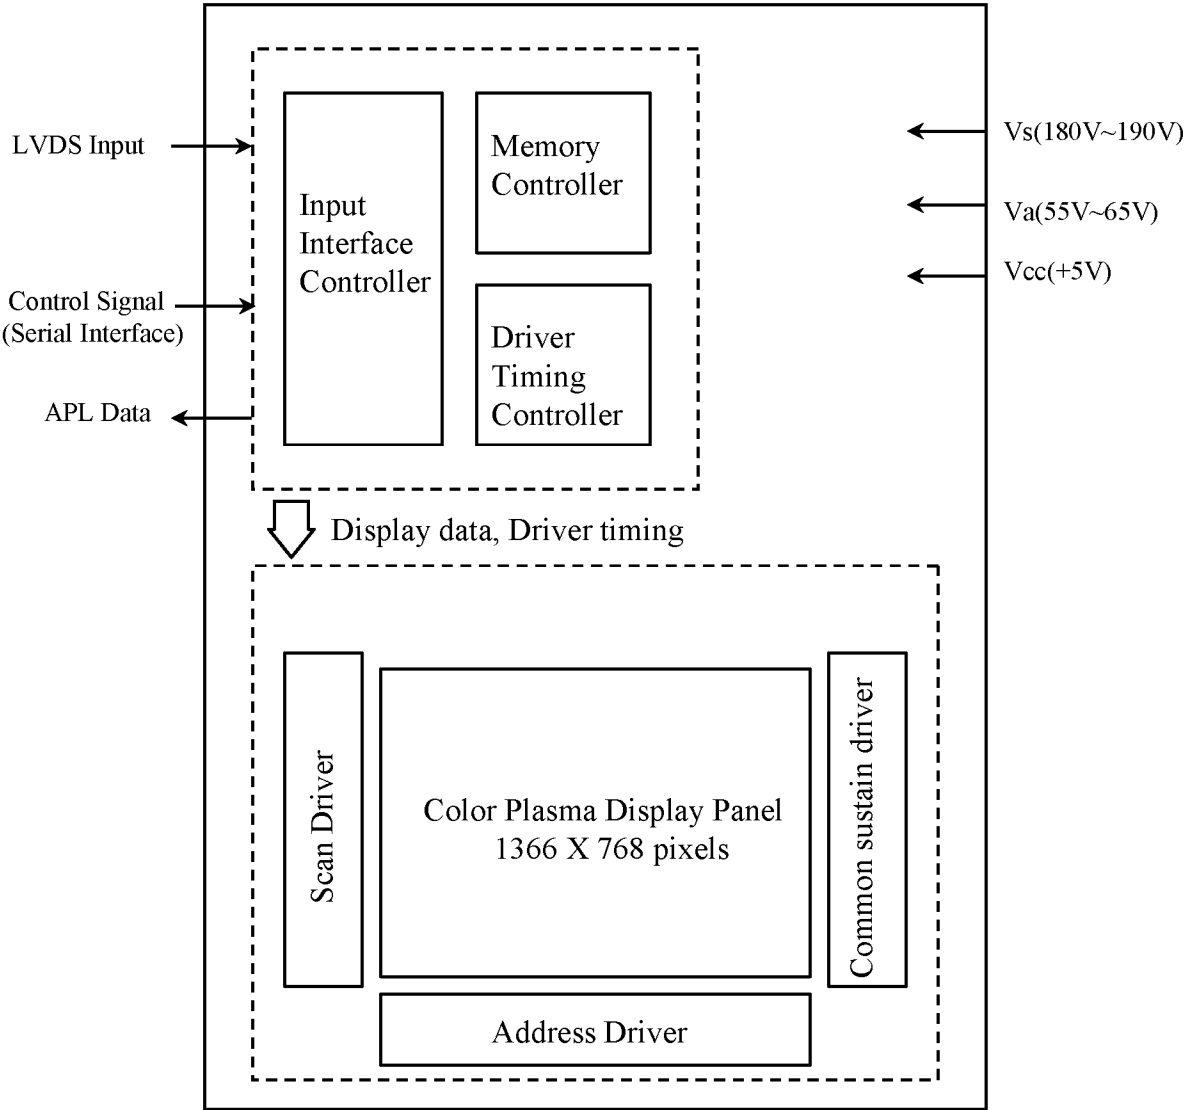 LVDS Input
Control Signal
(Serial Interface)
APL Data
Input
Interface
Controller
Memory
Controller
Driver
Timing
Controller
Vs(180V~190V)
Va(55V~65V)
Vcc(+5V)
Display data, Driver timing
Scan Driver
Color Plasma Display Panel
1366 X 768 pixels
Common sustain driver
Address Driver